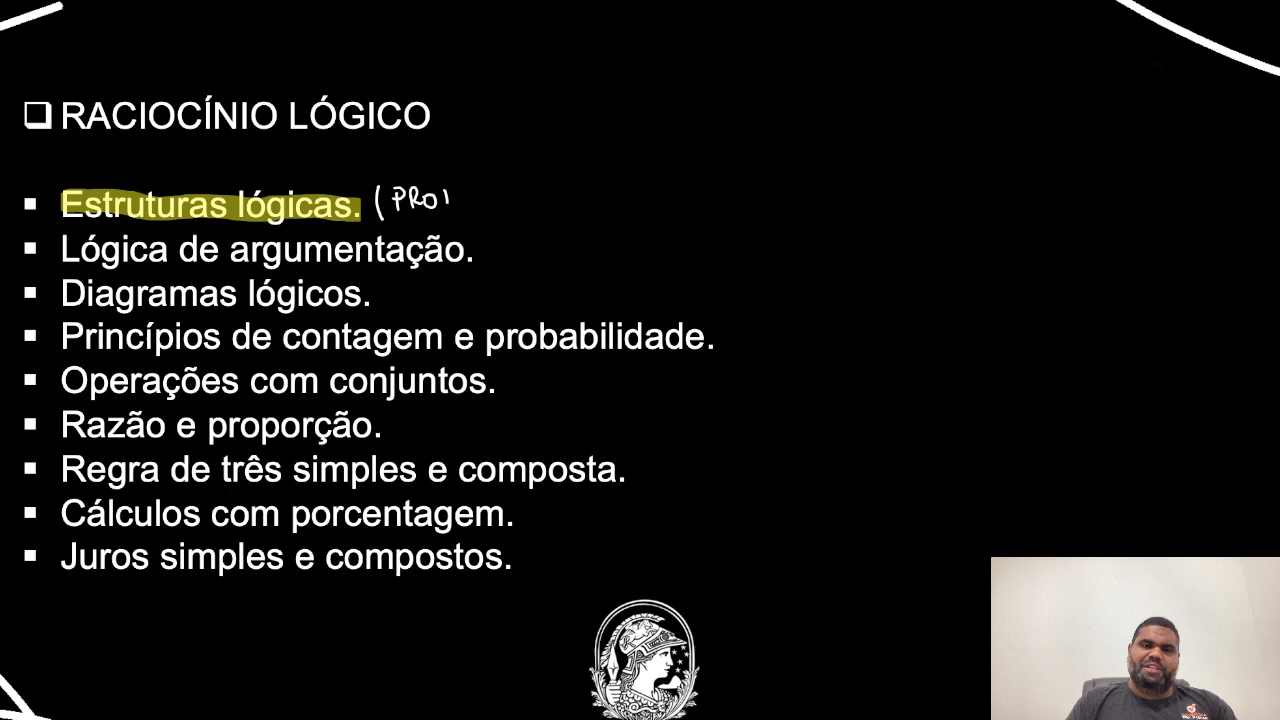 RACIOCÍNIO LÓGICO
Estruturas lógicas. (PRO
Lógica de argumentação.
Diagramas lógicos.
Princípios de contagem e probabilidade.
Operações com conjuntos.
Razão e proporção.
Regra de três simples e composta.
Cálculos com porcentagem.
Juros simples e compostos.